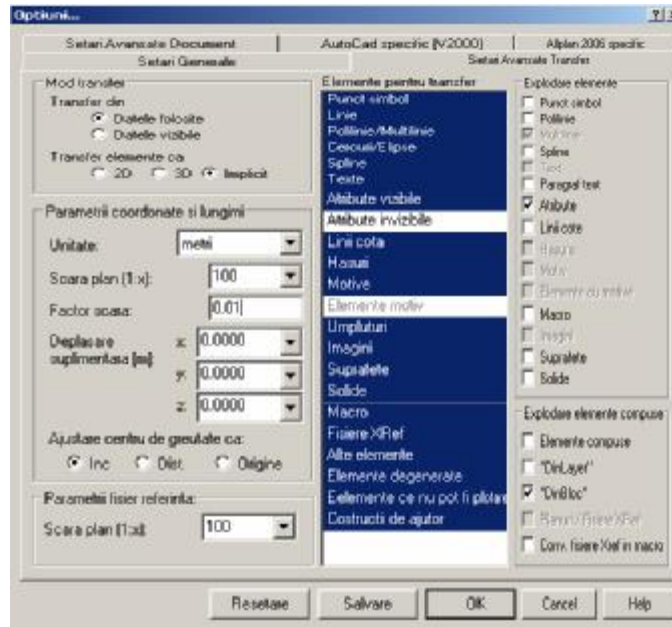 Optiuni...
Setari Avansate Document
AutoCad specific [V2000]
Allplan 2006 specific
Setari Generale
Setari Avansate Transfer
Mod transfer
Transfer din
Datele folosite
Datele vizibile
Transfer elemente ca
2D
3D
Implicit
Parametrii coordonate si lungimi
Unitate:
metri
Scara plan (1:x):
100
Factor scara:
0.01
Deplasare
suplimentara [m]
x:
0.0000
y:
0.0000
z:
0.0000
Ajustare centru de greutate ca:
Inc
Dist.
Origine
Parametrii fisier referinta:
Scara plan (1:x):
100
Elemente pentru transfer
Punct simbol
Linie
Polilinie/Multilinie
Cercuri/Elipse
Spline
Texte
Atribute vizibile
Atribute invizibile
Linii cota
Hasuri
Motive
Elemente motiv
Umpluturi
Imagini
Suprafete
Solide
Macro
Fisiere XRef
Alte elemente
Elemente degenerate
Eelemente ce nu pot fi plotare
Costructii de ajutor
Explodare elemente
Punct simbol
Polilinie
Multilinie
Spline
Text
Paragraf text
Atribute
Linii cote
Hasuri
Motiv
Elemente cu motive
Macro
Imagini
Suprafete
Solide
Explodare elemente compuse
Elemente compuse
"DinLayer"
"DinBloc"
Conv. fisiere Xref in macro
Resetare
Salvare
OK
Cancel
Help